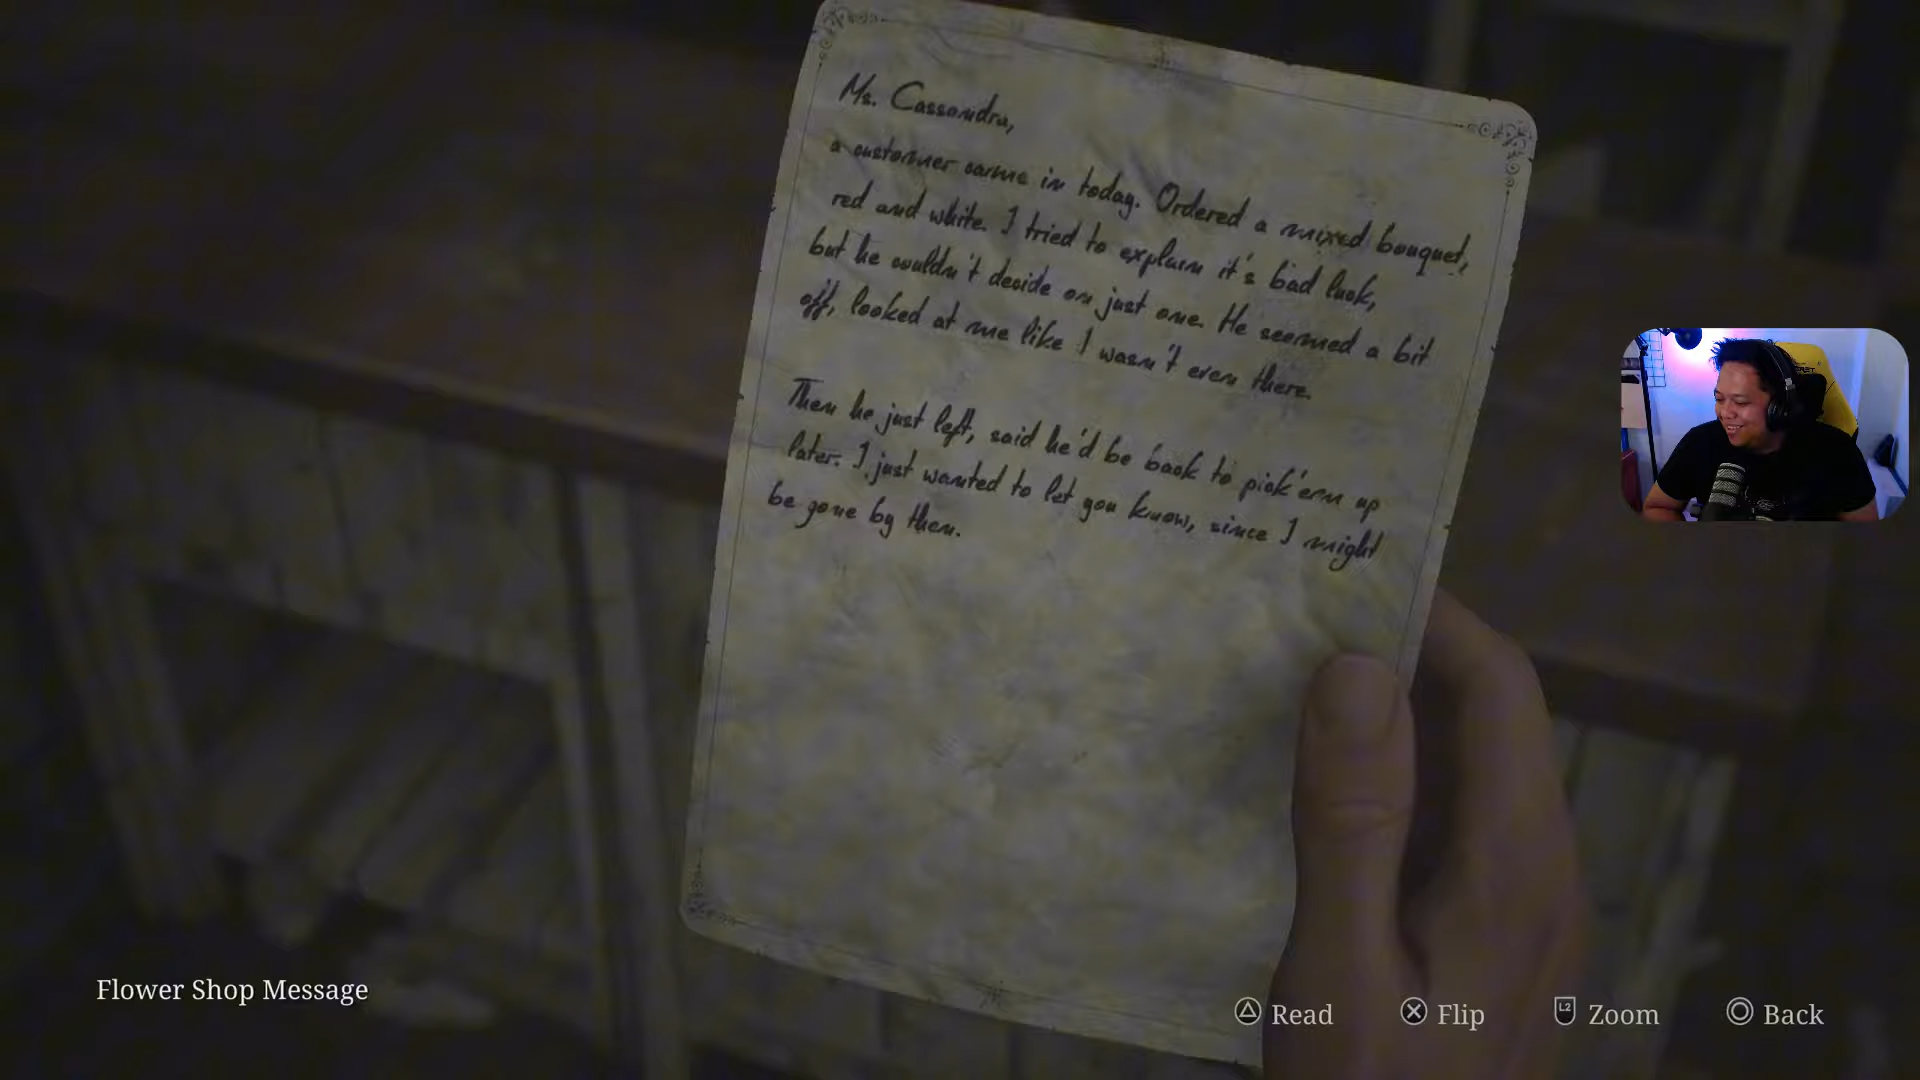 Ms. Cassandra,
a customer came in today. Ordered a mixed bouquet,
red and white. I tried to explain it's bad luck,
but he couldn't decide on just one. He seemed a bit
off, looked at me like I wasn't even there.
Then he just left, said he'd be back to pick'em up
later. I just wanted to let you know, since I might
be gone by then.
Flower Shop Message
Read
Flip
L2
Zoom
Back